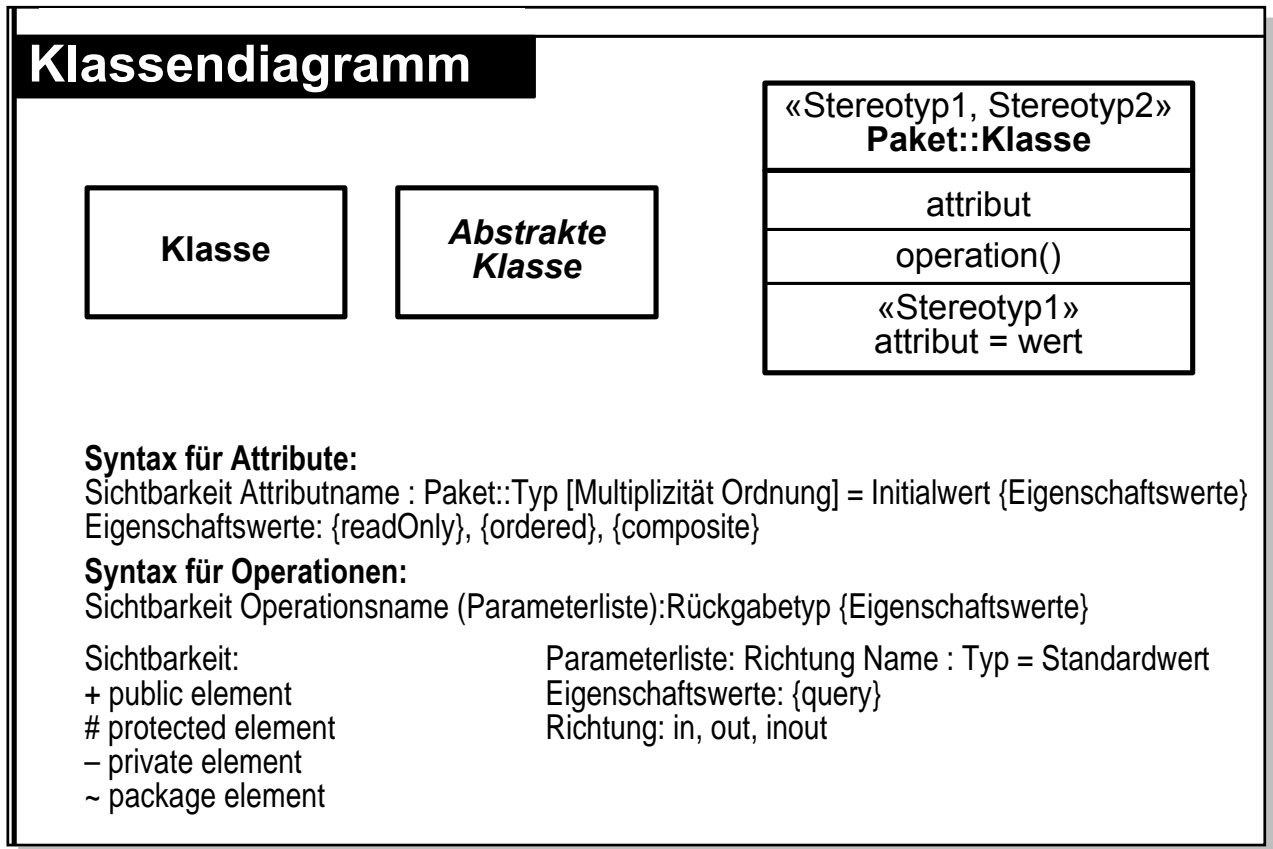 Klassendiagramm
«Stereotyp1, Stereotyp2»
Paket::Klasse
attribut
operation()
«Stereotyp1»
attribut = wert
Klasse
Abstrakte
Klasse
Syntax für Attribute:
Sichtbarkeit Attributname : Paket::Typ [Multiplizität Ordnung] = Initialwert {Eigenschaftswerte}
Eigenschaftswerte: {readOnly}, {ordered}, {composite}
Syntax für Operationen:
Sichtbarkeit Operationsname (Parameterliste):Rückgabetyp {Eigenschaftswerte}
Sichtbarkeit:
+ public element
# protected element
– private element
~ package element
Parameterliste: Richtung Name : Typ = Standardwert
Eigenschaftswerte: {query}
Richtung: in, out, inout